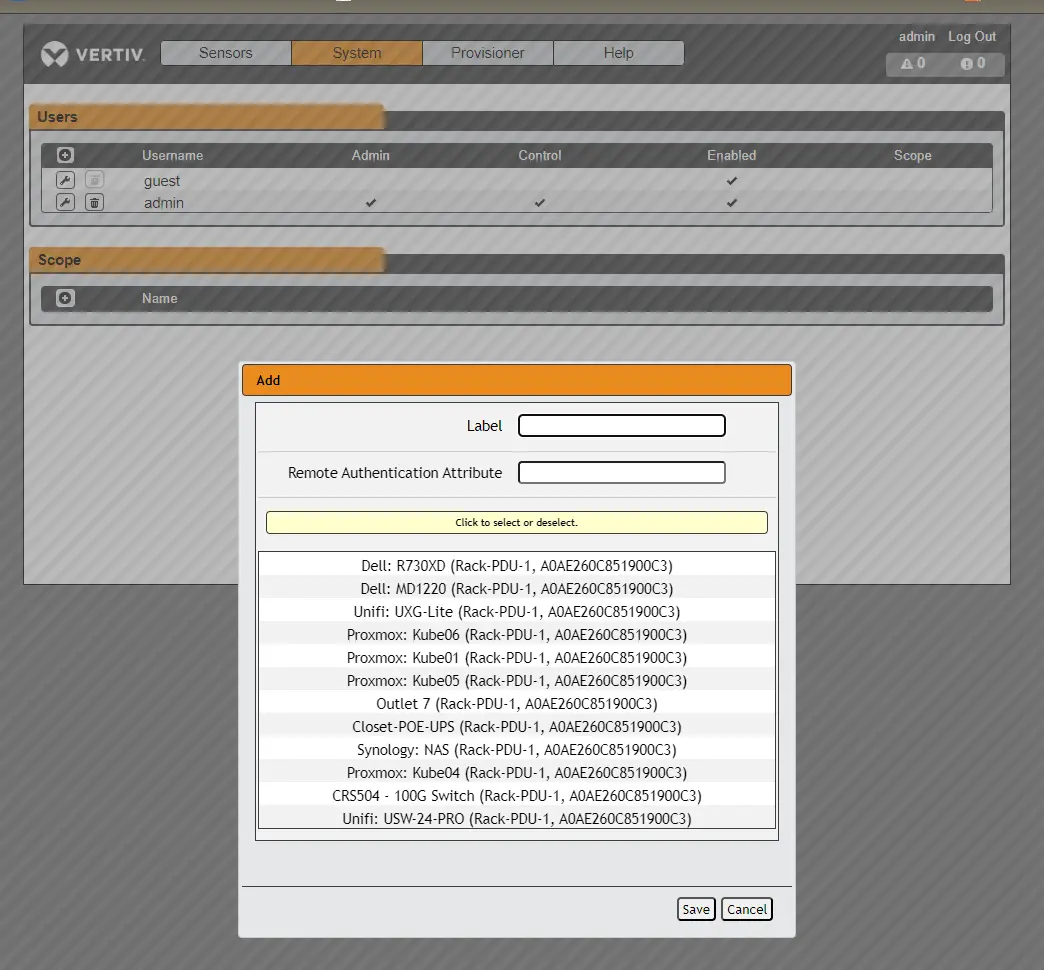 admin Log Out
VERTIV. Sensors System Provisioner Help
0 0
Users
Username Admin Control Enabled Scope
guest
admin
Scope
Name
Add
Label
Remote Authentication Attribute
Click to select or deselect.
Dell: R730XD (Rack-PDU-1, A0AE260C851900C3)
Dell: MD1220 (Rack-PDU-1, A0AE260C851900C3)
Unifi: UXG-Lite (Rack-PDU-1, A0AE260C851900C3)
Proxmox: Kube06 (Rack-PDU-1, A0AE260C851900C3)
Proxmox: Kube01 (Rack-PDU-1, A0AE260C851900C3)
Proxmox: Kube05 (Rack-PDU-1, A0AE260C851900C3)
Outlet 7 (Rack-PDU-1, A0AE260C851900C3)
Closet-POE-UPS (Rack-PDU-1, A0AE260C851900C3)
Synology: NAS (Rack-PDU-1, A0AE260C851900C3)
Proxmox: Kube04 (Rack-PDU-1, A0AE260C851900C3)
CRS504 - 100G Switch (Rack-PDU-1, A0AE260C851900C3)
Unifi: USW-24-PRO (Rack-PDU-1, A0AE260C851900C3)
Save Cancel